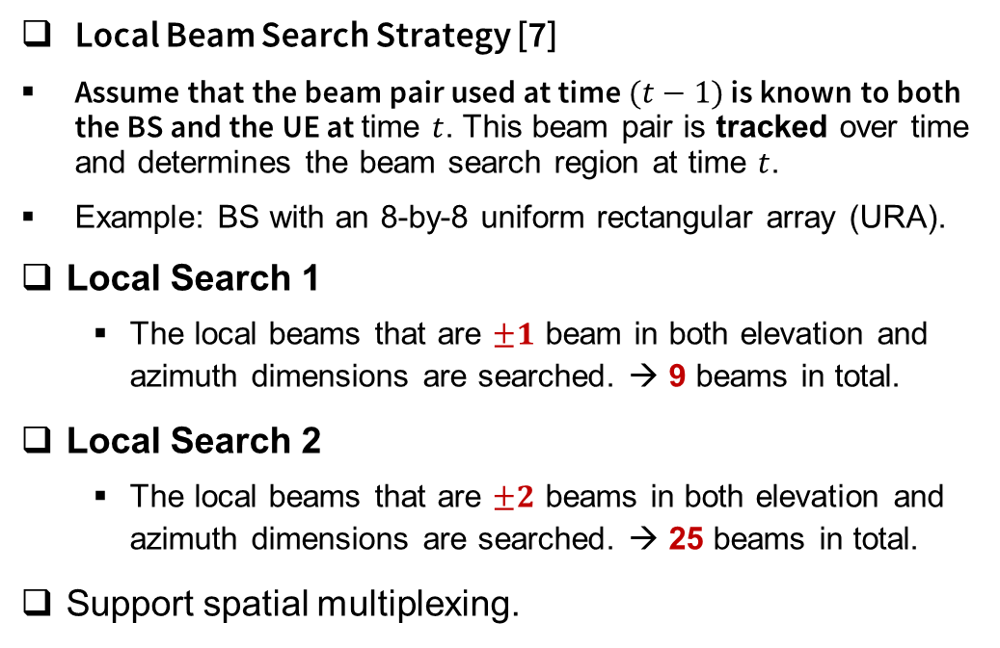 ❑ Local Beam Search Strategy [7]
▪ Assume that the beam pair used at time (t − 1) is known to both
the BS and the UE at time t. This beam pair is tracked over time
and determines the beam search region at time t.
▪ Example: BS with an 8-by-8 uniform rectangular array (URA).
❑ Local Search 1
▪ The local beams that are ±1 beam in both elevation and
azimuth dimensions are searched. → 9 beams in total.
❑ Local Search 2
▪ The local beams that are ±2 beams in both elevation and
azimuth dimensions are searched. → 25 beams in total.
❑ Support spatial multiplexing.